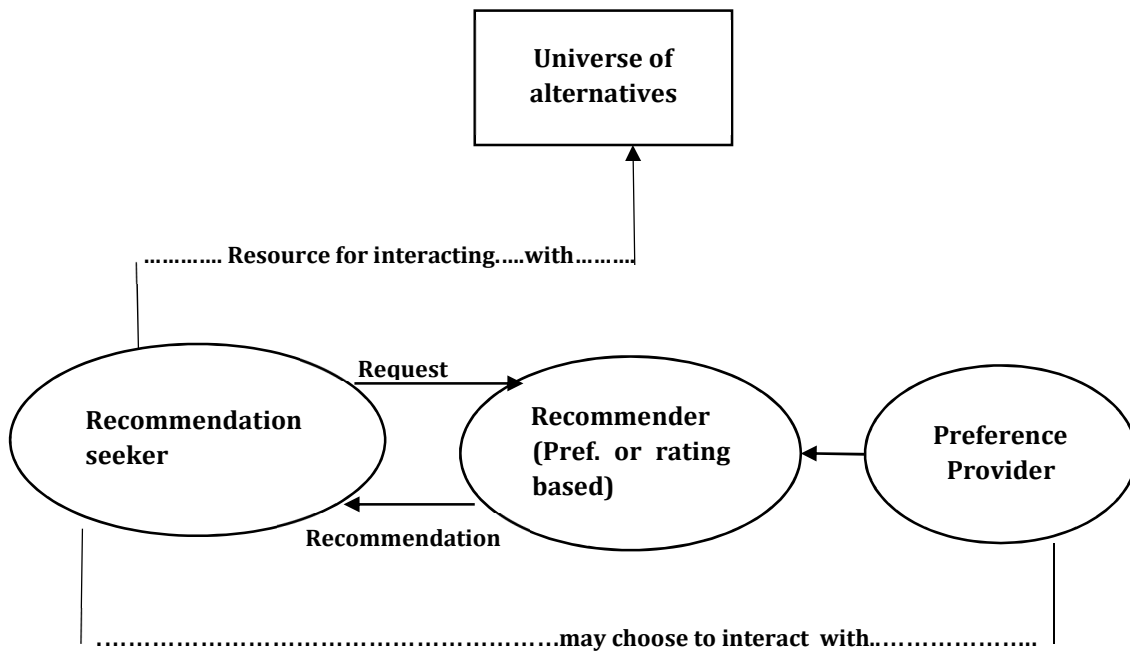 Universe of
alternatives
............. Resource for interacting.....with..........
Request
Recommendation
seeker
Recommender
(Pref. or rating
based)
Preference
Provider
Recommendation
................................................................may choose to interact with......................